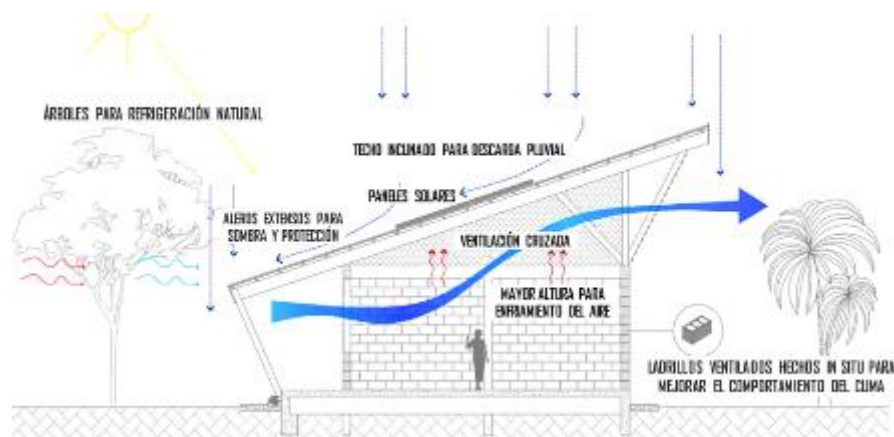 ÁRBOLES PARA REFRIGERACIÓN NATURAL
TECHO INCLINADO PARA DESCARGA PLUVIAL
PANELES SOLARES
ALEROS EXTENSOS PARA
SOMBRA Y PROTECCIÓN
VENTILACIÓN CRUZADA
MAYOR ALTURA PARA
ENFRIAMIENTO DEL AIRE
LADRILLOS VENTILADOS HECHOS IN SITU PARA
MEJORAR EL COMPORTAMIENTO DEL CLIMA